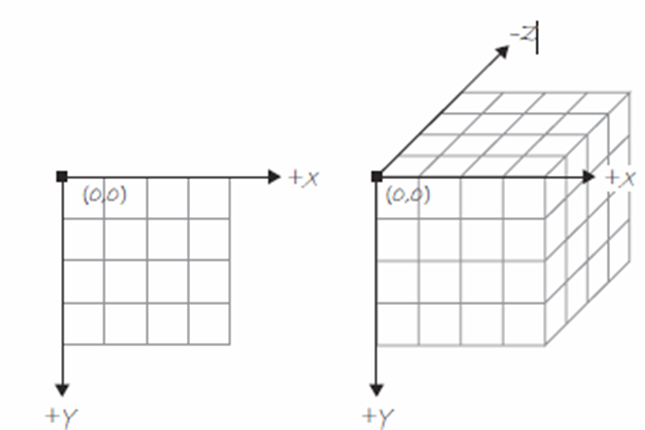 -Z
+X
+X
(0,0)
(0,0)
+Y
+Y